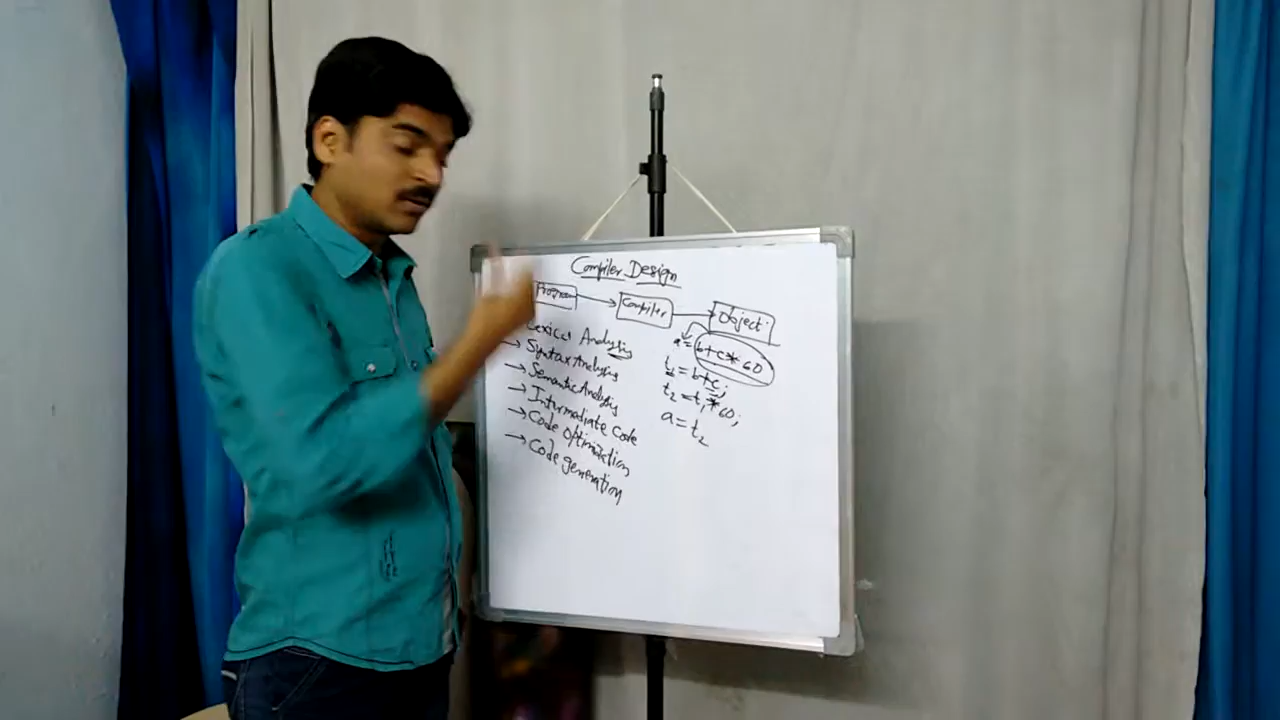 Compiler Design
Program → Compiler → Object
Lexical Analysis
→ Syntax Analysis
→ Semantic Analysis
→ Intermadiate Code
→ Code optimization
→ Code generation
a = b+c*60
t₁ = b+c;
t₂ = t₁*60;
a = t₂